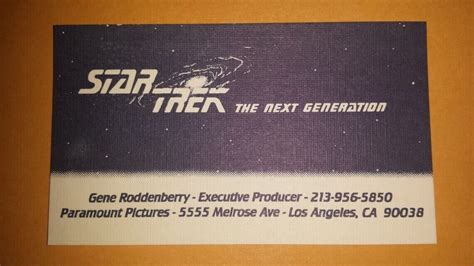 STAR TREK THE NEXT GENERATION
Gene Roddenberry - Executive Producer - 213-956-5850
Paramount Pictures - 5555 Melrose Ave - Los Angeles, CA 90038